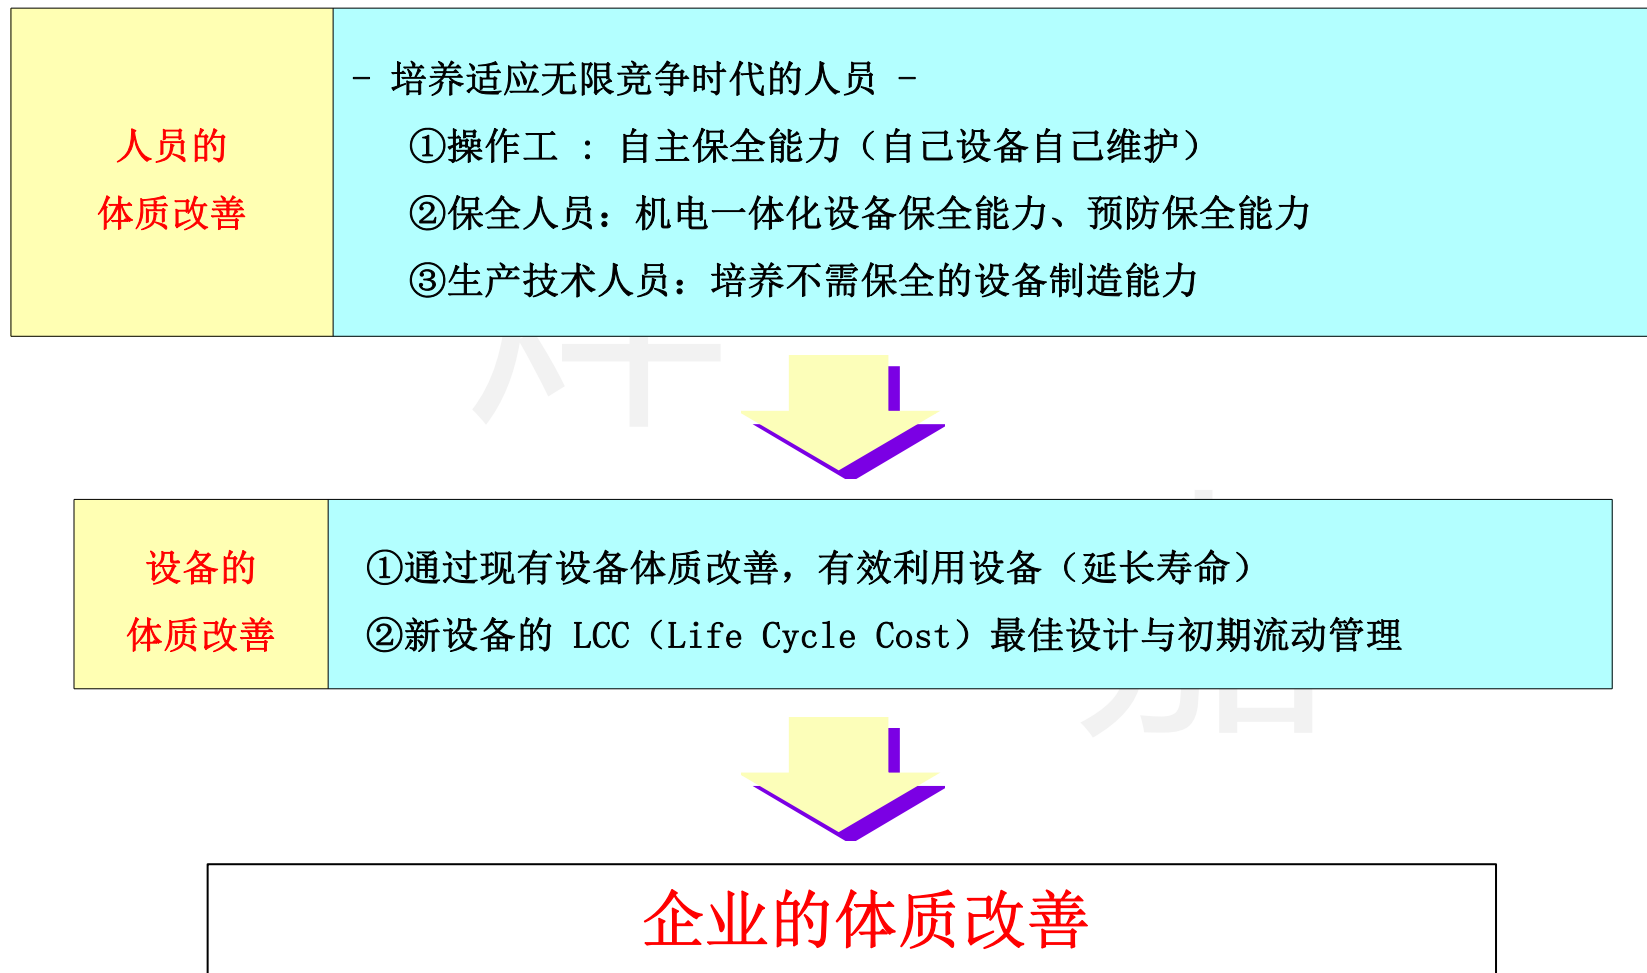 - 培养适应无限竞争时代的人员 -
人员的
体质改善
①操作工 : 自主保全能力（自己设备自己维护）
②保全人员：机电一体化设备保全能力、预防保全能力
③生产技术人员：培养不需保全的设备制造能力
设备的
体质改善
①通过现有设备体质改善，有效利用设备（延长寿命）
②新设备的 LCC（Life Cycle Cost）最佳设计与初期流动管理
企业的体质改善